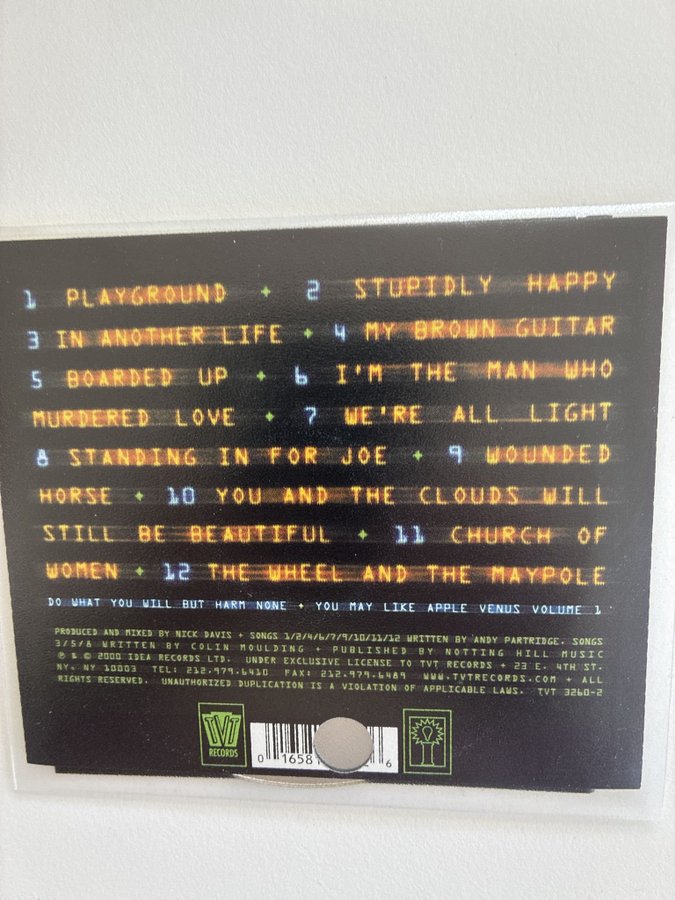 1 PLAYGROUND + 2 STUPIDLY HAPPY
3 IN ANOTHER LIFE + 4 MY BROWN GUITAR
5 BOARDED UP + 6 I'M THE MAN WHO
MURDERED LOVE + 7 WE'RE ALL LIGHT
8 STANDING IN FOR JOE + 9 WOUNDED
HORSE + 10 YOU AND THE CLOUDS WILL
STILL BE BEAUTIFUL + 11 CHURCH OF
WOMEN + 12 THE WHEEL AND THE MAYPOLE
DO WHAT YOU WILL BUT HARM NONE + YOU MAY LIKE APPLE VENUS VOLUME 1
PRODUCED AND MIXED BY NICK DAVIS + SONGS 1/2/4/6/7/9/10/11/12 WRITTEN BY ANDY PARTRIDGE. SONGS
3/5/8 WRITTEN BY COLIN MOULDING + PUBLISHED BY NOTTING HILL MUSIC
℗ & © 2000 IDEA RECORDS LTD. UNDER EXCLUSIVE LICENSE TO TVT RECORDS + 23 E. 4TH ST.
NY. NY 10003 TEL: 212.979.6410 FAX: 212.979.6489 WWW.TVTRECORDS.COM + ALL
RIGHTS RESERVED. UNAUTHORIZED DUPLICATION IS A VIOLATION OF APPLICABLE LAWS. TVT 3260-2
TVT
RECORDS
0 16581 2 6